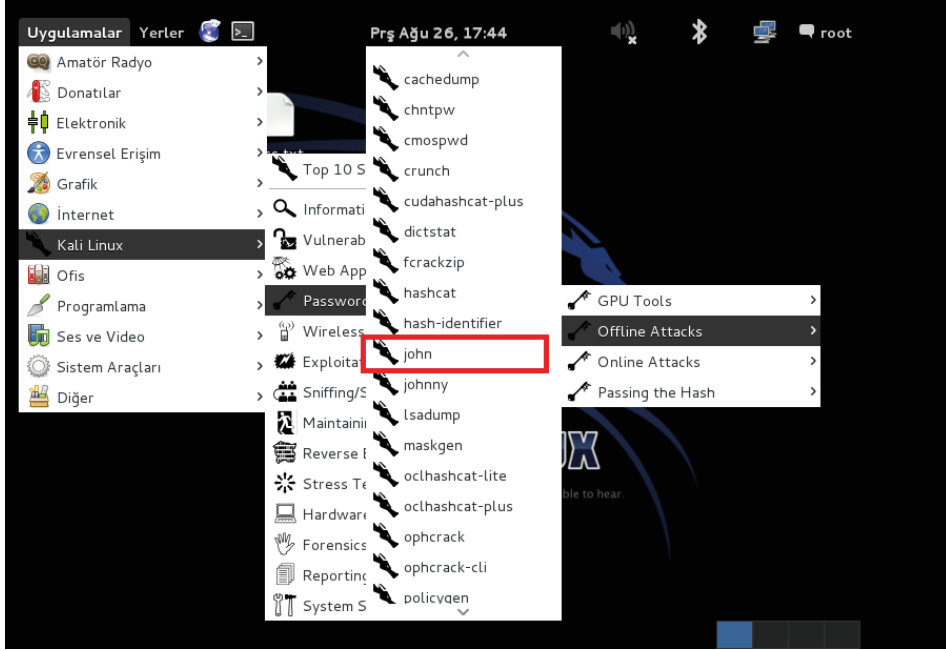 Uygulamalar Yerler Prş Ağu 26, 17:44 root
Amatör Radyo
Donatılar
Elektronik
Evrensel Erişim
Grafik
İnternet
Kali Linux
Ofis
Programlama
Ses ve Video
Sistem Araçları
Diğer
Top 10 S
Informati
Vulnerab
Web App
Password
Wireless
Exploitat
Sniffing/S
Maintaini
Reverse E
Stress Te
Hardware
Forensics
Reporting
System S
cachedump
chntpw
cmospwd
crunch
cudahashcat-plus
dictstat
fcrackzip
hashcat
hash-identifier
john
johnny
lsadump
maskgen
oclhashcat-lite
oclhashcat-plus
ophcrack
ophcrack-cli
policygen
GPU Tools
Offline Attacks
Online Attacks
Passing the Hash
UX
ble to hear.